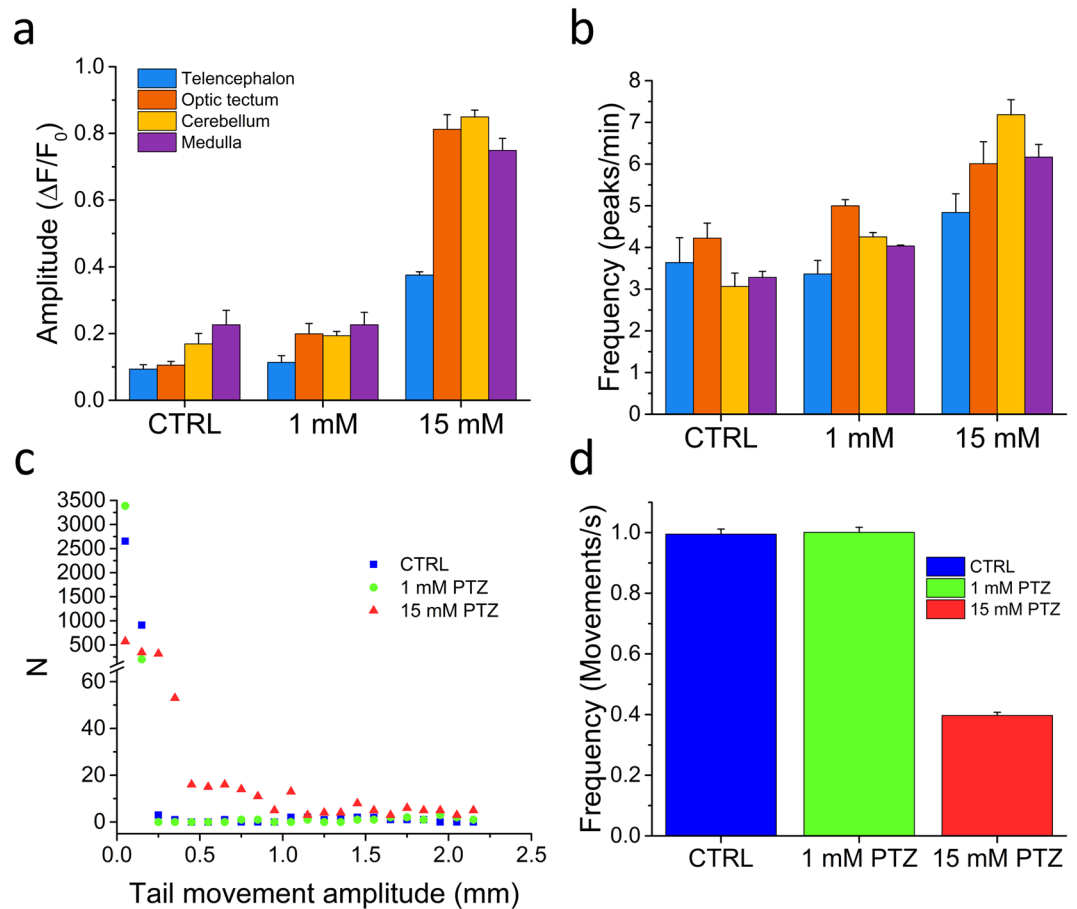 a
Amplitude (ΔF/F0)
1.0
0.8
0.6
0.4
0.2
0.0
Telencephalon
Optic tectum
Cerebellum
Medulla
CTRL 1 mM 15 mM
b
Frequency (peaks/min)
8
7
6
5
4
3
2
1
0
CTRL 1 mM 15 mM
c
N
3500
3000
2500
2000
1500
1000
500
60
40
20
0
CTRL
1 mM PTZ
15 mM PTZ
0.0 0.5 1.0 1.5 2.0 2.5
Tail movement amplitude (mm)
d
Frequency (Movements/s)
1.0
0.8
0.6
0.4
0.2
0.0
CTRL
1 mM PTZ
15 mM PTZ
CTRL 1 mM PTZ 15 mM PTZ